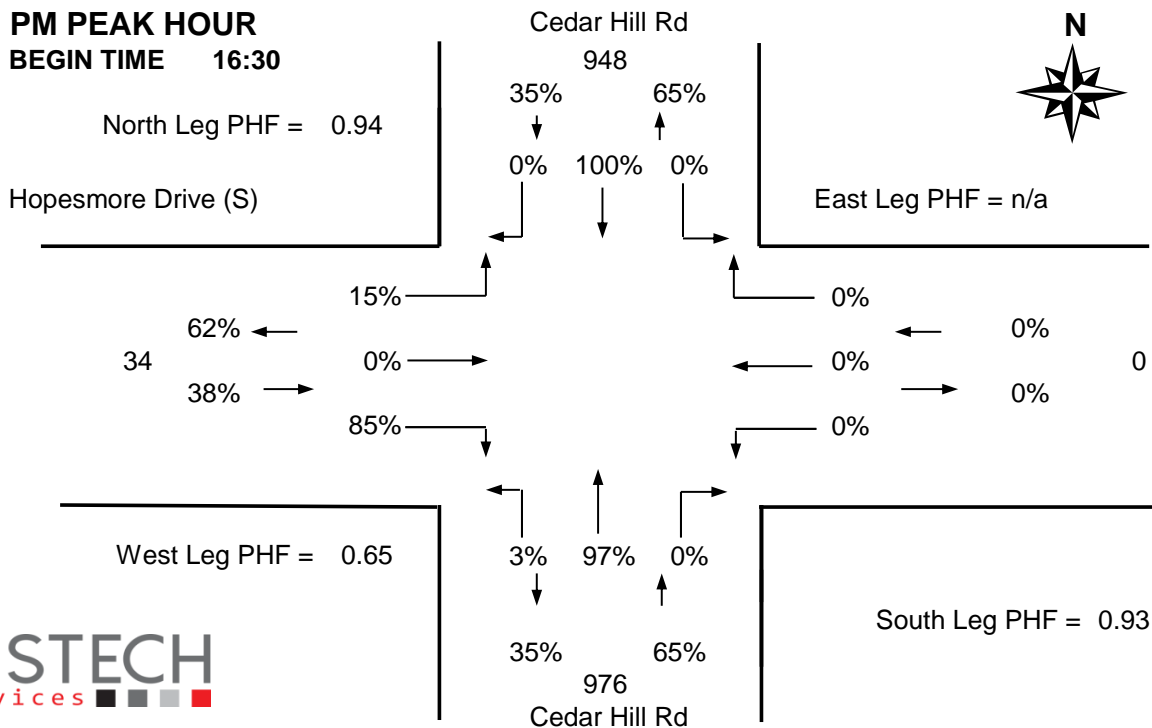 PM PEAK HOUR
BEGIN TIME 16:30
Cedar Hill Rd
948
N
35% 65%
North Leg PHF = 0.94
0% 100% 0%
Hopesmore Drive (S)
East Leg PHF = n/a
15% 0%
62% 0%
34 0% 0% 0
38% 0%
85% 0%
West Leg PHF = 0.65
3% 97% 0%
South Leg PHF = 0.93
35% 65%
976
Cedar Hill Rd
STECH
vices